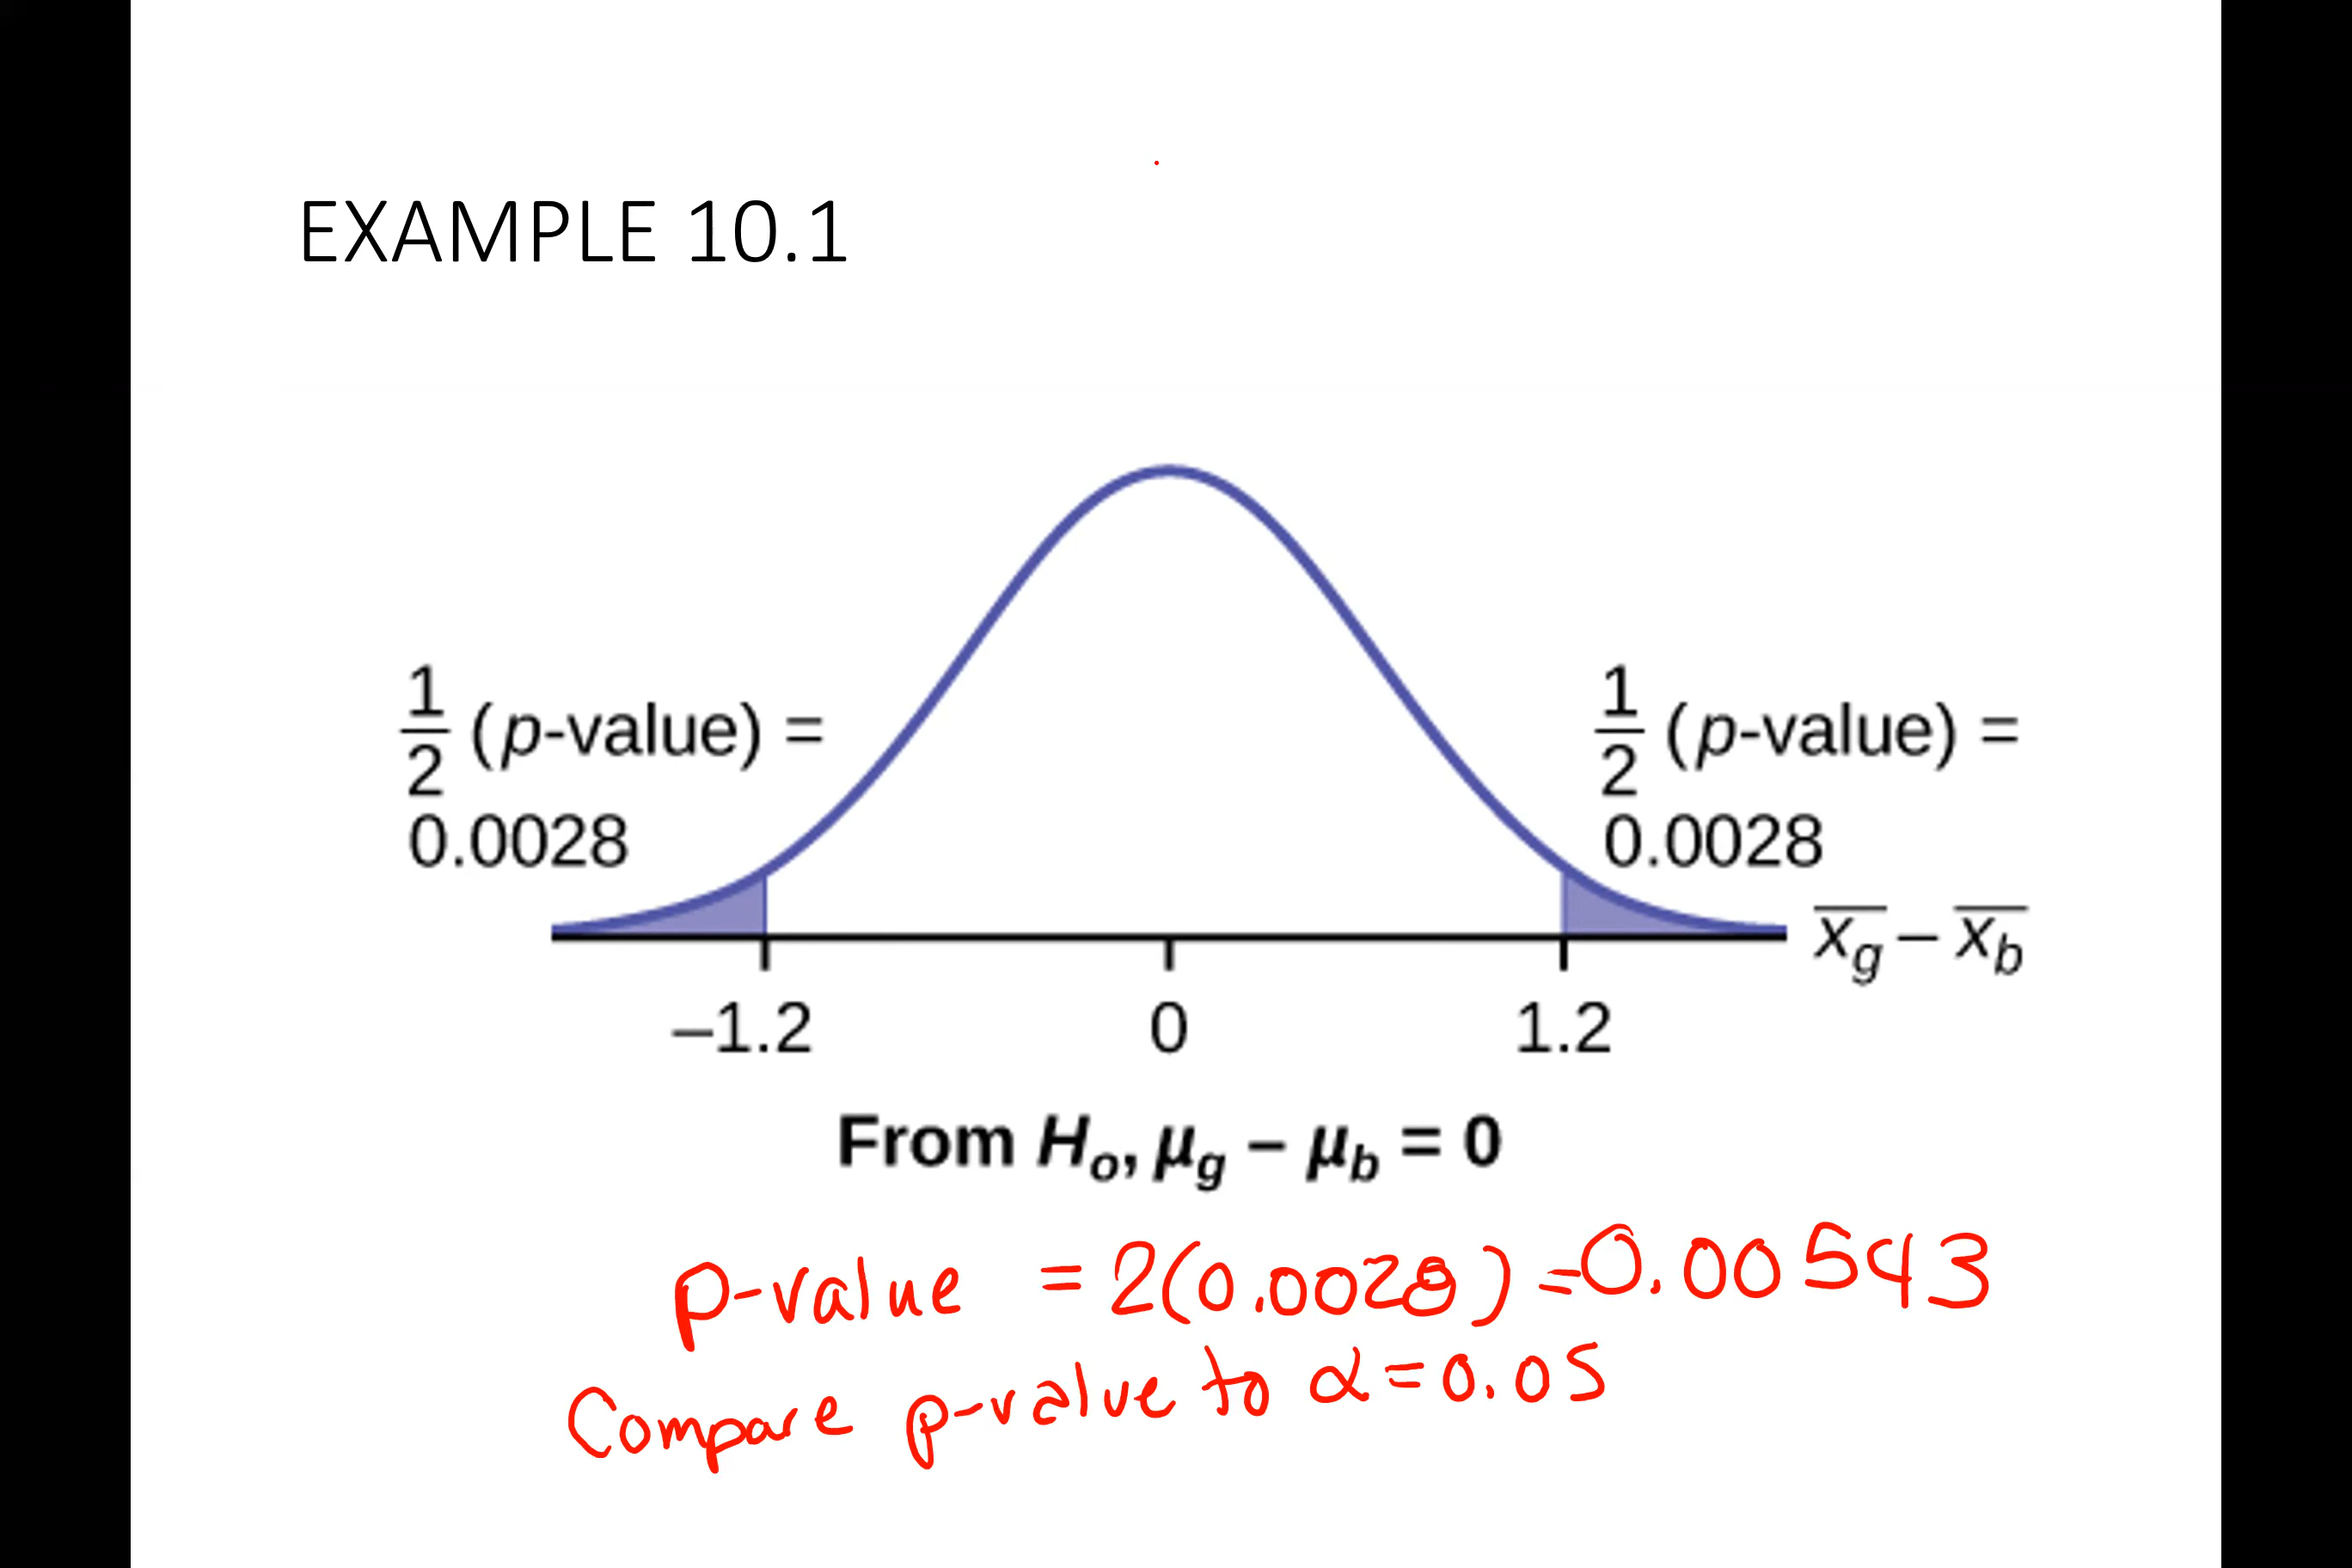 EXAMPLE 10.1
1/2 (p-value) =
0.0028
1/2 (p-value) =
0.0028
x̅g – x̅b
–1.2 0 1.2
From Ho, μg – μb = 0
p-value = 2(0.0028) = 0.00543
Compare p-value to α = 0.05